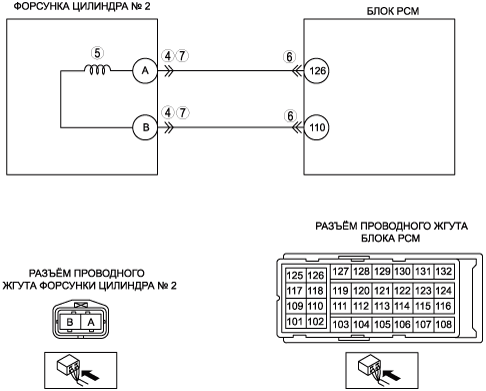 ФОРСУНКА ЦИЛИНДРА № 2
БЛОК PCM
5
A
4 7
6
126
B
4 7
6
110
РАЗЪЁМ ПРОВОДНОГО
ЖГУТА ФОРСУНКИ ЦИЛИНДРА № 2
B A
РАЗЪЁМ ПРОВОДНОГО ЖГУТА
БЛОКА PCM
125 126 127 128 129 130 131 132
117 118 119 120 121 122 123 124
109 110 111 112 113 114 115 116
101 102 103 104 105 106 107 108